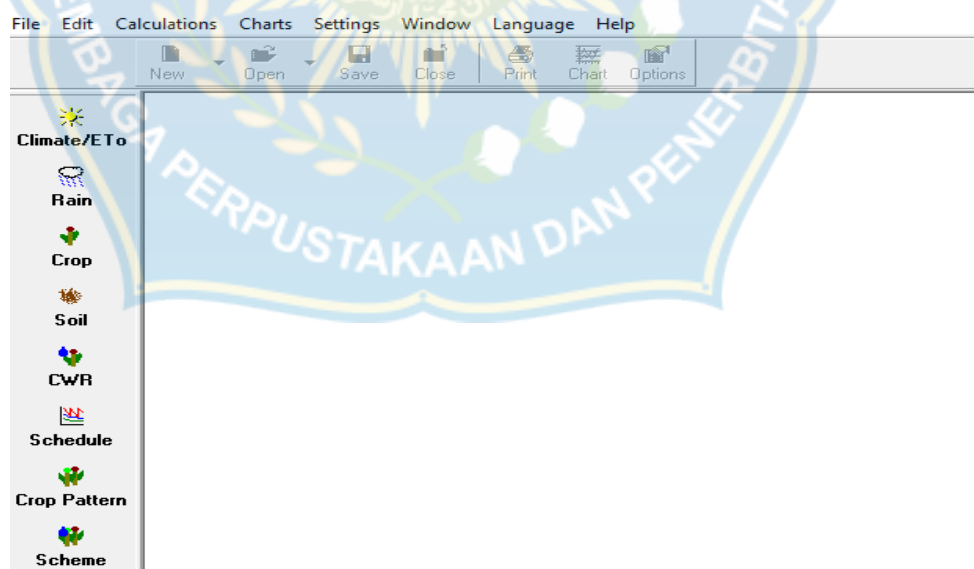 File Edit Calculations Charts Settings Window Language Help
New Open Save Close Print Chart Options
Climate/ETo
Rain
Crop
Soil
CWR
Schedule
Crop Pattern
Scheme
LEMBAGA PERPUSTAKAAN DAN PENERBIT